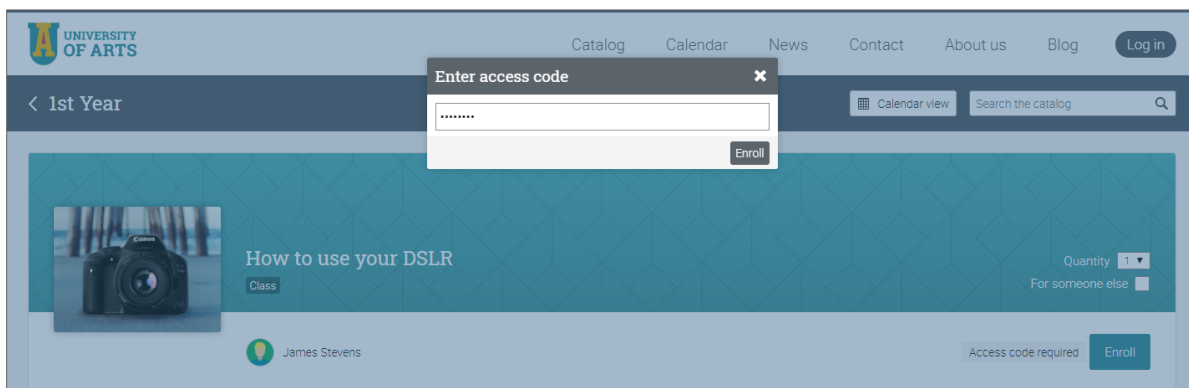 UNIVERSITY
OF ARTS
Catalog Calendar News Contact About us Blog Log in
Enter access code
< 1st Year
Calendar view Search the catalog
••••••••
Enroll
Canon
How to use your DSLR
Class
Quantity 1
For someone else
James Stevens
Access code required Enroll